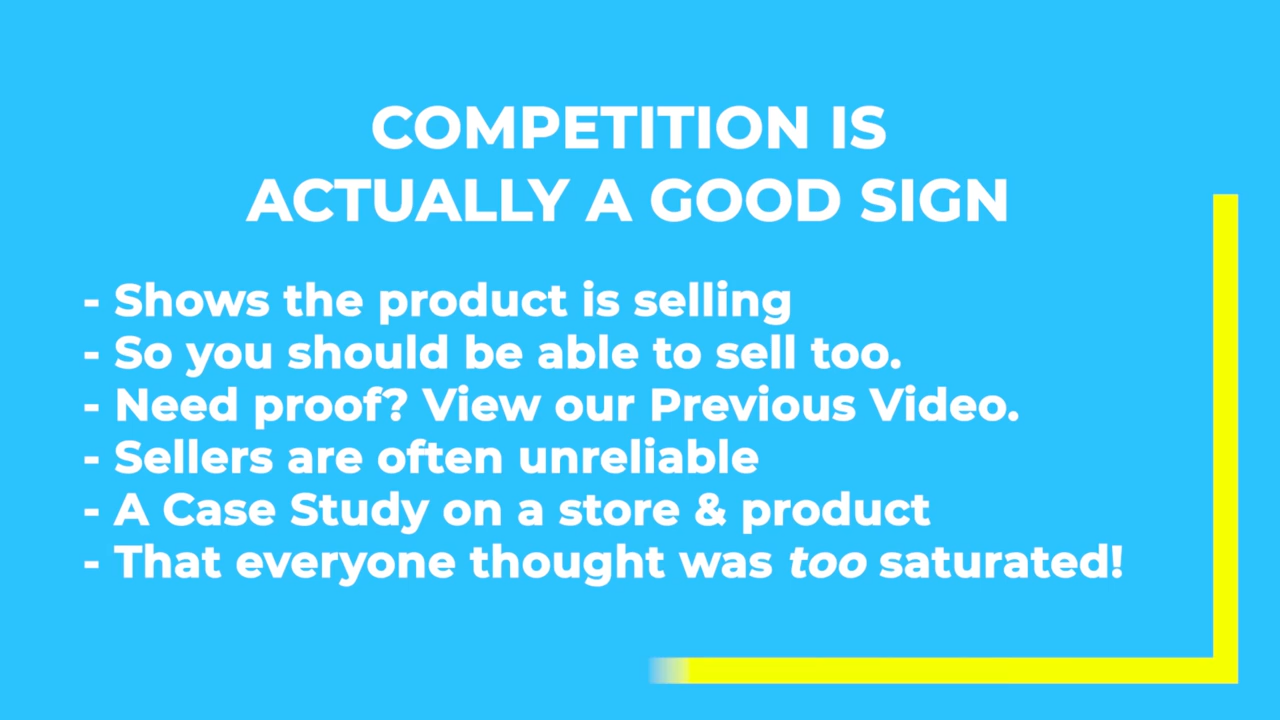 COMPETITION IS
ACTUALLY A GOOD SIGN
- Shows the product is selling
- So you should be able to sell too.
- Need proof? View our Previous Video.
- Sellers are often unreliable
- A Case Study on a store & product
- That everyone thought was too saturated!